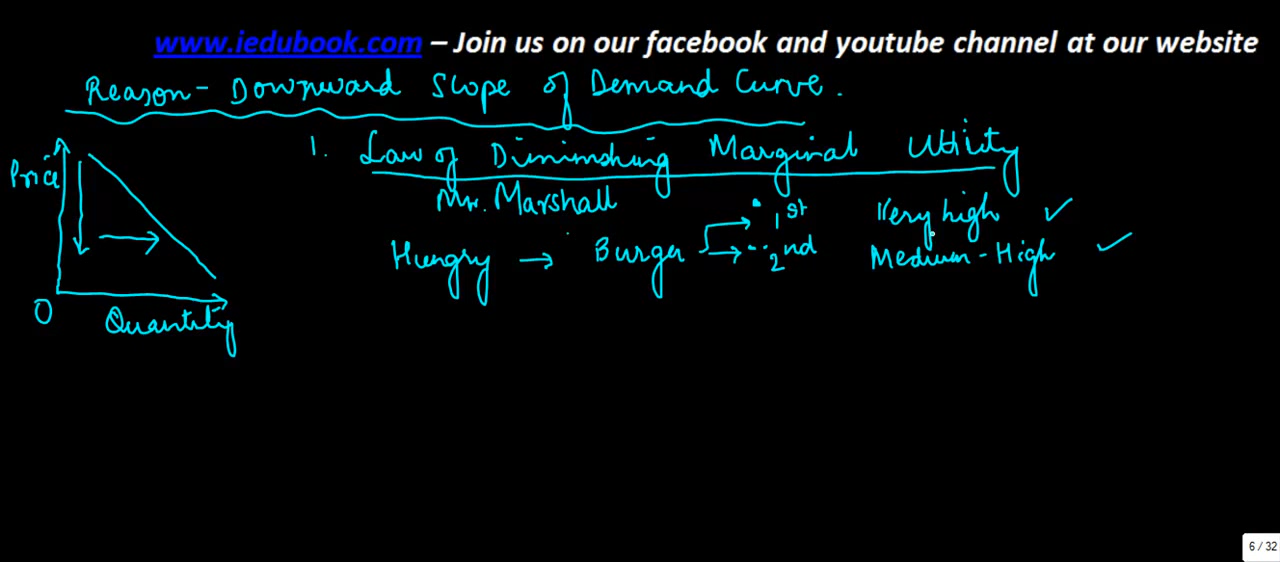 www.iedubook.com – Join us on our facebook and youtube channel at our website
Reason - Downward Slope of Demand Curve.
1. Law of Diminshing Marginal Utility
Price
Mr. Marshall
1st Very high
Hungry → Burger 2nd Medium - High
O
Quantity
6 / 32